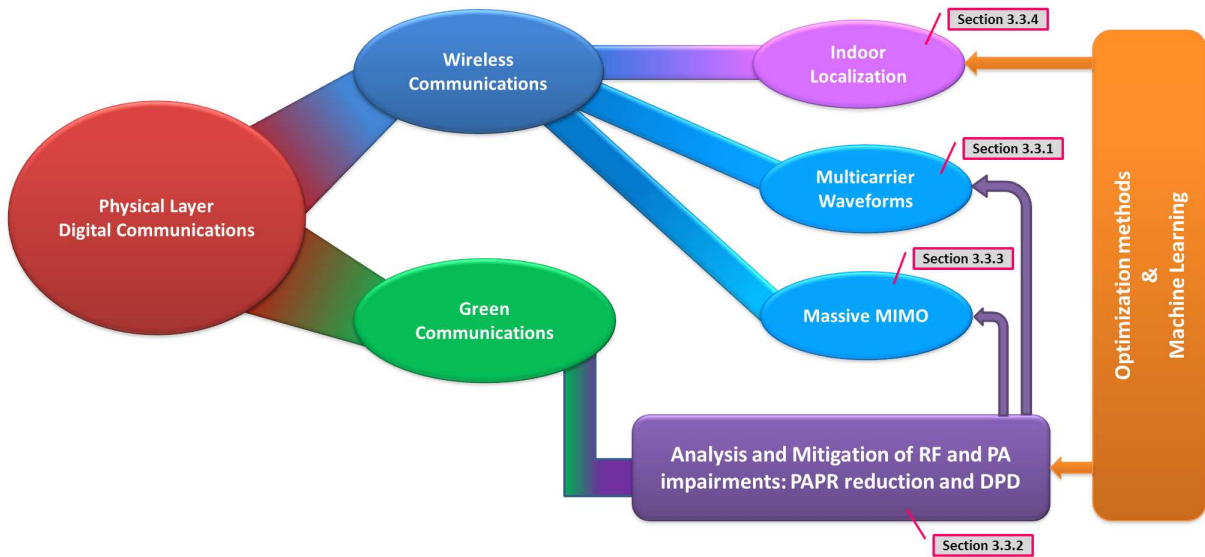 Section 3.3.4
Wireless
Communications
Indoor
Localization
Section 3.3.1
Physical Layer
Digital Communications
Multicarrier
Waveforms
Section 3.3.3
Green
Communications
Massive MIMO
Optimization methods
&
Machine Learning
Analysis and Mitigation of RF and PA
impairments: PAPR reduction and DPD
Section 3.3.2